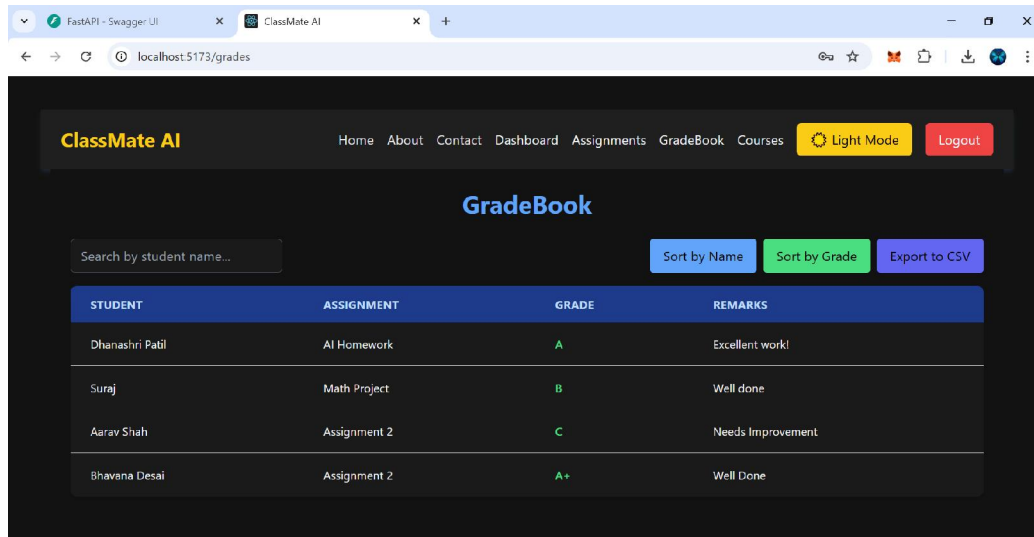 FastAPI - Swagger UI
ClassMate AI
localhost:5173/grades
ClassMate AI
Home About Contact Dashboard Assignments GradeBook Courses Light Mode Logout
GradeBook
Search by student name...
Sort by Name Sort by Grade Export to CSV
STUDENT ASSIGNMENT GRADE REMARKS
Dhanashri Patil AI Homework A Excellent work!
Suraj Math Project B Well done
Aarav Shah Assignment 2 C Needs Improvement
Bhavana Desai Assignment 2 A+ Well Done